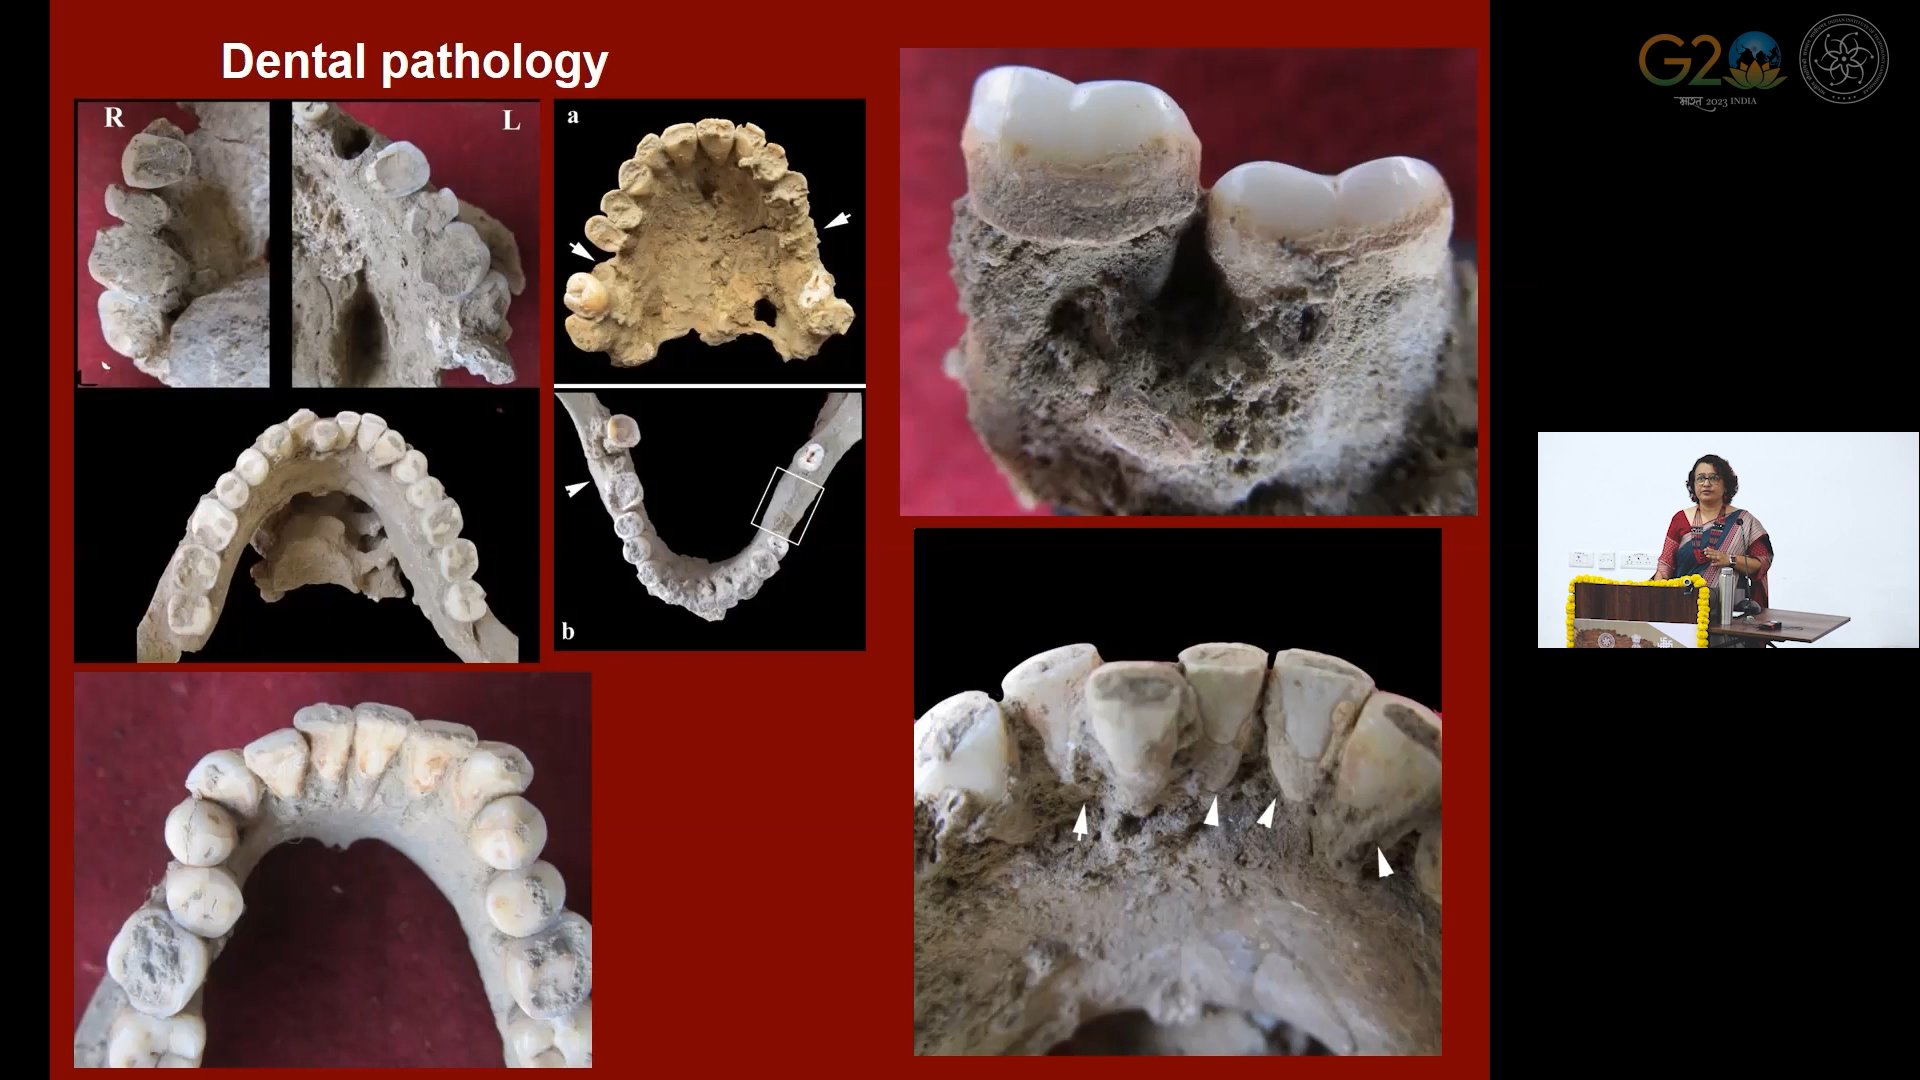 Dental pathology
R
L
a
b
G20
भारत 2023 INDIA